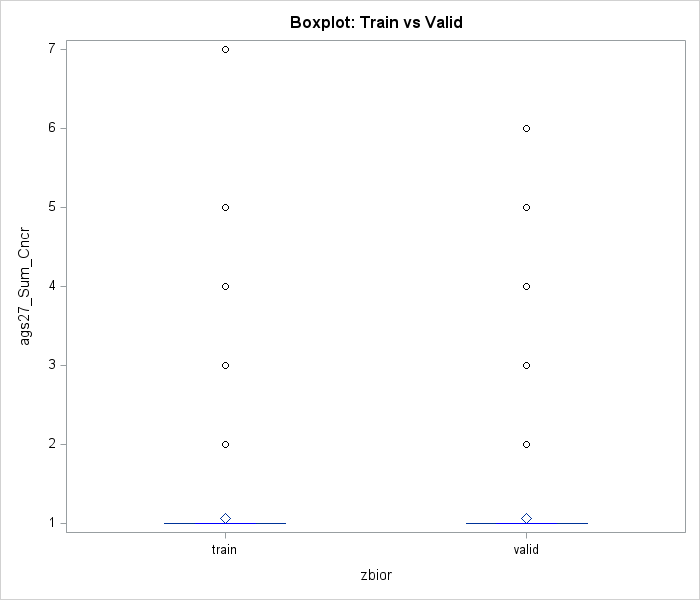 Boxplot: Train vs Valid
7
6
5
4
3
2
1
ags27_Sum_Cncr
train
valid
zbior